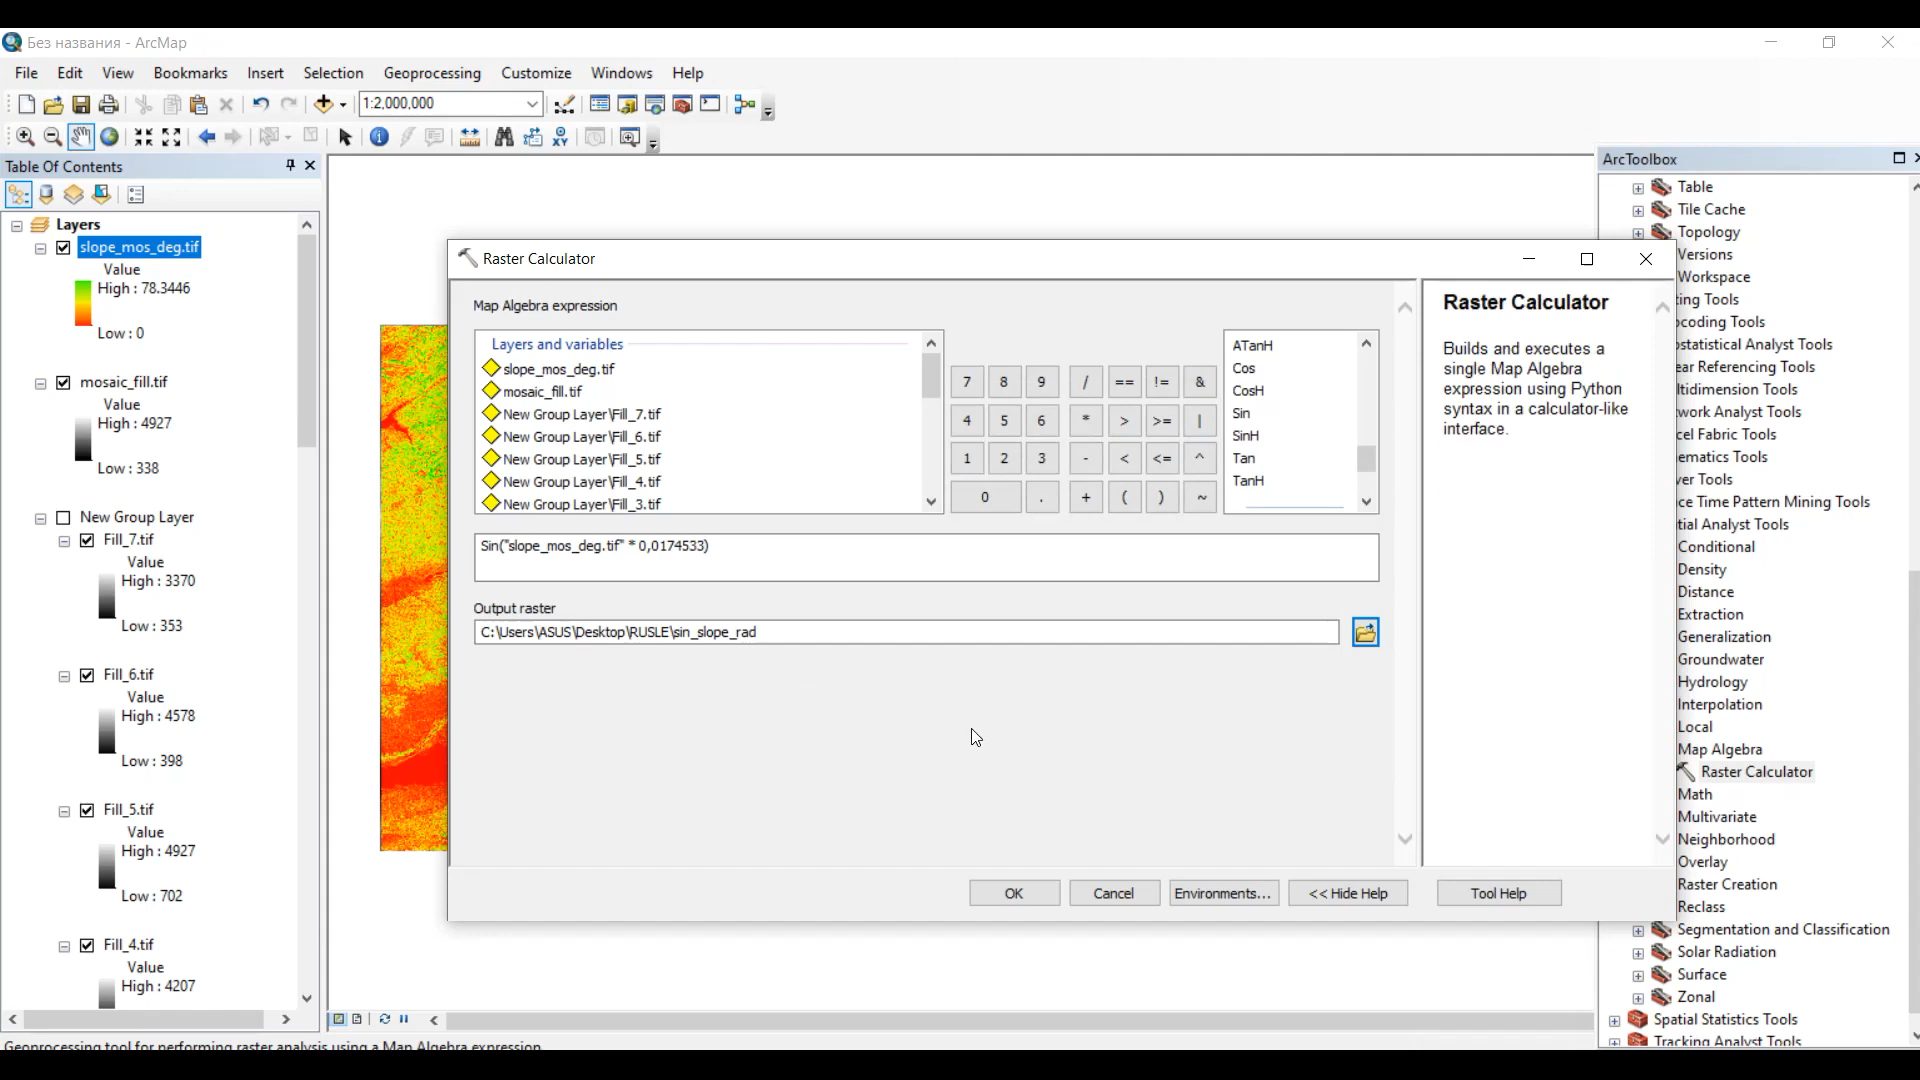 Без названия - ArcMap
File Edit View Bookmarks Insert Selection Geoprocessing Customize Windows Help
1:2,000,000
Table Of Contents
Layers
slope_mos_deg.tif
Value
High : 78.3446
Low : 0
mosaic_fill.tif
Value
High : 4927
Low : 338
New Group Layer
Fill_7.tif
Value
High : 3370
Low : 353
Fill_6.tif
Value
High : 4578
Low : 398
Fill_5.tif
Value
High : 4927
Low : 702
Fill_4.tif
Value
High : 4207
Geoprocessing tool for performing raster analysis using a Map Algebra expression
Raster Calculator
Map Algebra expression
Layers and variables
slope_mos_deg.tif
mosaic_fill.tif
New Group Layer\Fill_7.tif
New Group Layer\Fill_6.tif
New Group Layer\Fill_5.tif
New Group Layer\Fill_4.tif
New Group Layer\Fill_3.tif
7 8 9 / == != &
4 5 6 * > >= |
1 2 3 - < <= ^
0 . + ( ) ~
ATanH
Cos
CosH
Sin
SinH
Tan
TanH
Sin("slope_mos_deg.tif" * 0,0174533)
Output raster
C:\Users\ASUS\Desktop\RUSLE\sin_slope_rad
OK Cancel Environments... << Hide Help Tool Help
Raster Calculator
Builds and executes a
single Map Algebra
expression using Python
syntax in a calculator-like
interface.
ArcToolbox
Table
Tile Cache
Topology
Versions
Workspace
ting Tools
ocoding Tools
ostatistical Analyst Tools
ear Referencing Tools
ltidimension Tools
work Analyst Tools
cel Fabric Tools
ematics Tools
ver Tools
ce Time Pattern Mining Tools
tial Analyst Tools
Conditional
Density
Distance
Extraction
Generalization
Groundwater
Hydrology
Interpolation
Local
Map Algebra
Raster Calculator
Math
Multivariate
Neighborhood
Overlay
Raster Creation
Reclass
Segmentation and Classification
Solar Radiation
Surface
Zonal
Spatial Statistics Tools
Tracking Analyst Tools